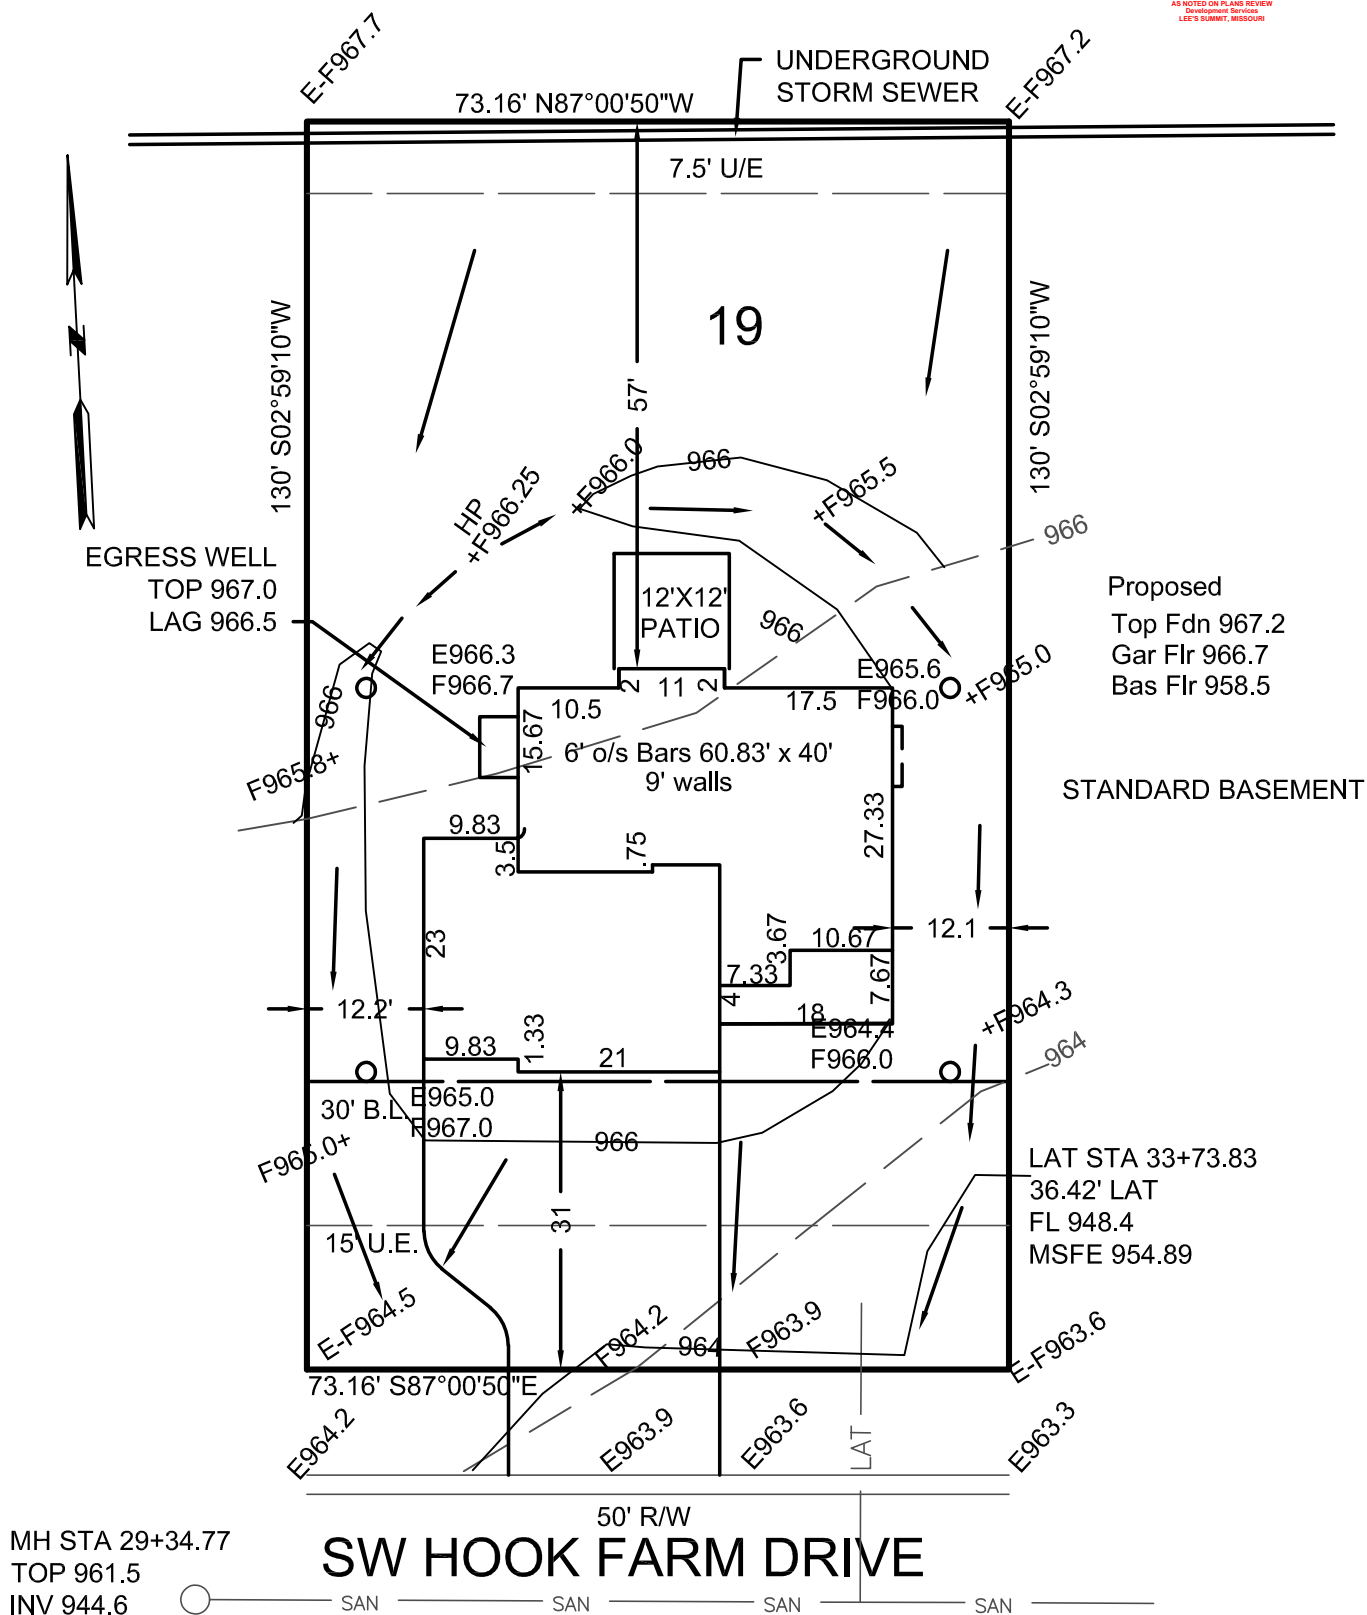 AS NOTED ON PLANS REVIEW
Development Services
LEE'S SUMMIT, MISSOURI
E-F967.7
UNDERGROUND
STORM SEWER
E-F967.2
73.16' N87°00'50"W
7.5' U/E
19
130' S02°59'10"W
130' S02°59'10"W
N
57'
966
+F966.0
+F965.5
HP
+F966.25
966
EGRESS WELL
TOP 967.0
LAG 966.5
12'X12'
PATIO
966
Proposed
Top Fdn 967.2
Gar Flr 966.7
Bas Flr 958.5
E966.3
F966.7
E965.6
F966.0
+F965.0
966
10.5
2
11
2
17.5
15.67
6' o/s Bars 60.83' x 40'
9' walls
F965.8+
STANDARD BASEMENT
9.83
3.5
.75
27.33
23
3.67
10.67
12.1
7.33
4
7.67
12.2'
18
E964.4
F966.0
+F964.3
964
9.83
1.33
21
30' B.L.
E965.0
F967.0
966
F965.0+
LAT STA 33+73.83
36.42' LAT
FL 948.4
MSFE 954.89
31
15' U.E.
E-F964.5
F964.2
964
F963.9
E-F963.6
73.16' S87°00'50"E
E964.2
E963.9
E963.6
LAT
E963.3
50' R/W
SW HOOK FARM DRIVE
MH STA 29+34.77
TOP 961.5
INV 944.6
SAN
SAN
SAN
SAN